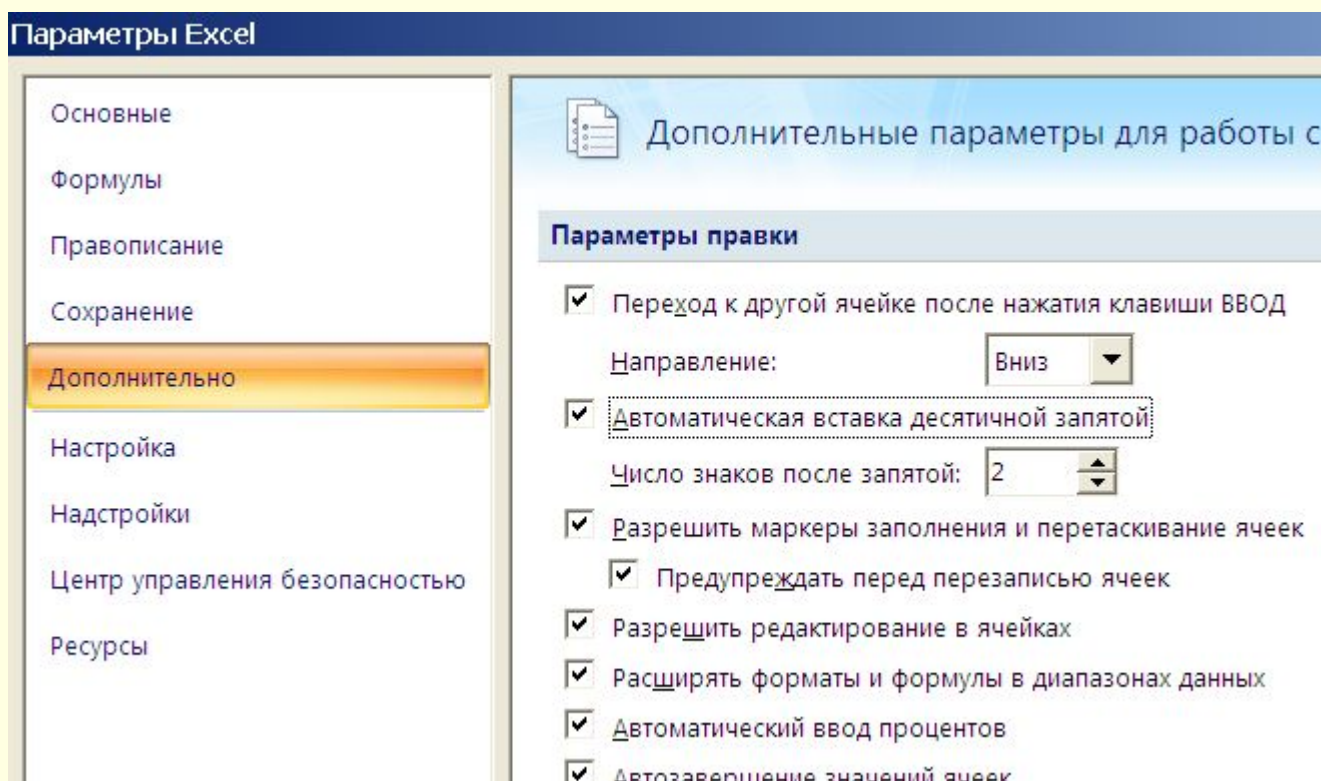 Параметры Excel
Основные
Формулы
Правописание
Сохранение
Дополнительно
Настройка
Надстройки
Центр управления безопасностью
Ресурсы
Дополнительные параметры для работы с
Параметры правки
Переход к другой ячейке после нажатия клавиши ВВОД
Направление: Вниз
Автоматическая вставка десятичной запятой
Число знаков после запятой: 2
Разрешить маркеры заполнения и перетаскивание ячеек
Предупреждать перед перезаписью ячеек
Разрешить редактирование в ячейках
Расширять форматы и формулы в диапазонах данных
Автоматический ввод процентов
Автозавершение значений ячеек